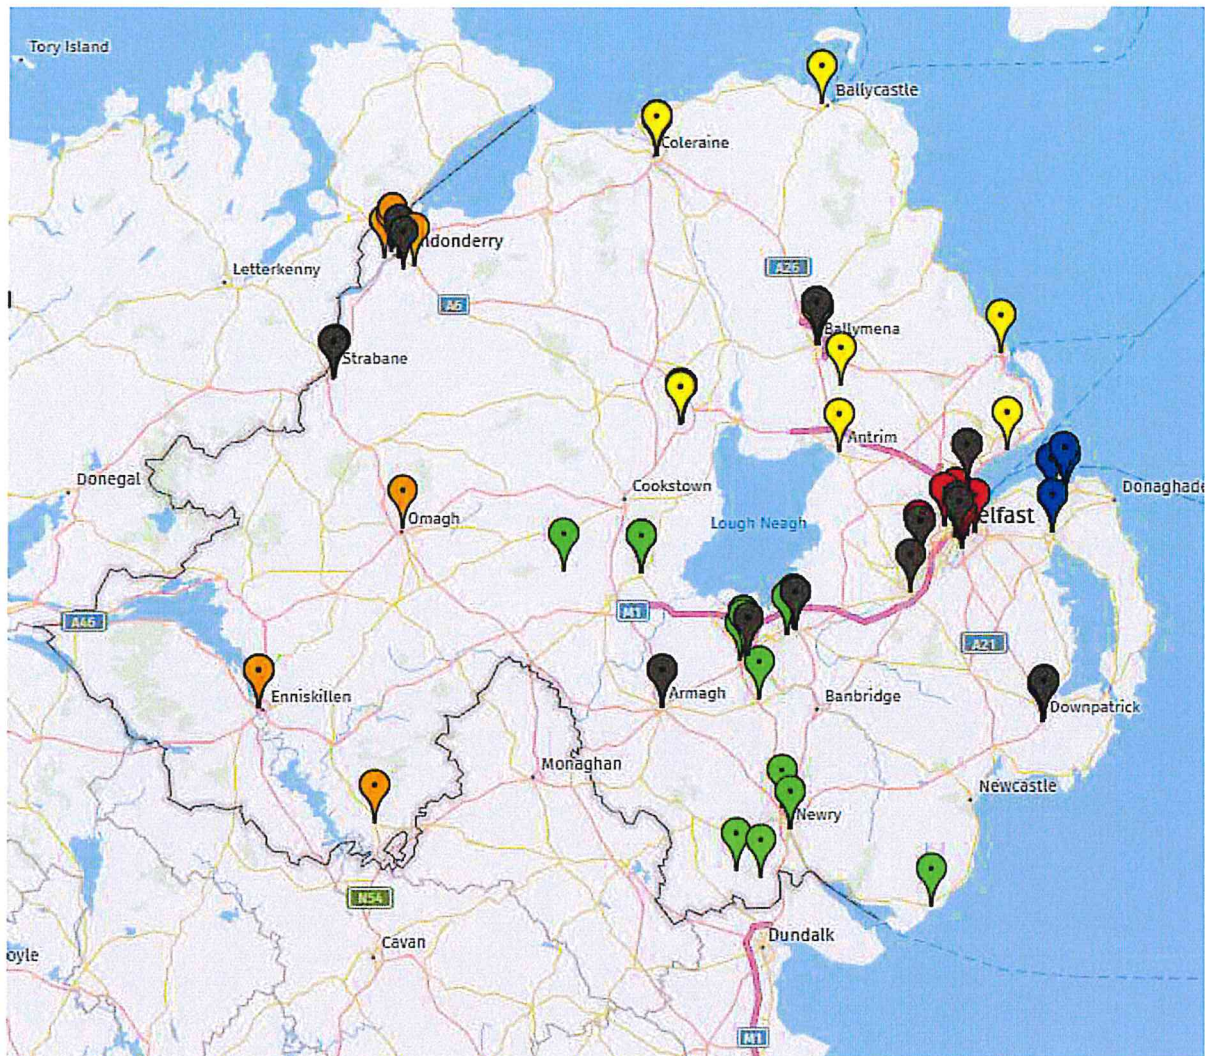 Tory Island
Ballycastle
Coleraine
ndonderry
Letterkenny
A26
A6
Ballymena
Strabane
Antrim
Donegal
Cookstown
Donaghade
Omagh
Lough Neagh
elfast
M1
A46
A21
Enniskillen
Armagh
Banbridge
Downpatrick
Monaghan
Newcastle
Newry
N54
Cavan
Dundalk
oyle
M1